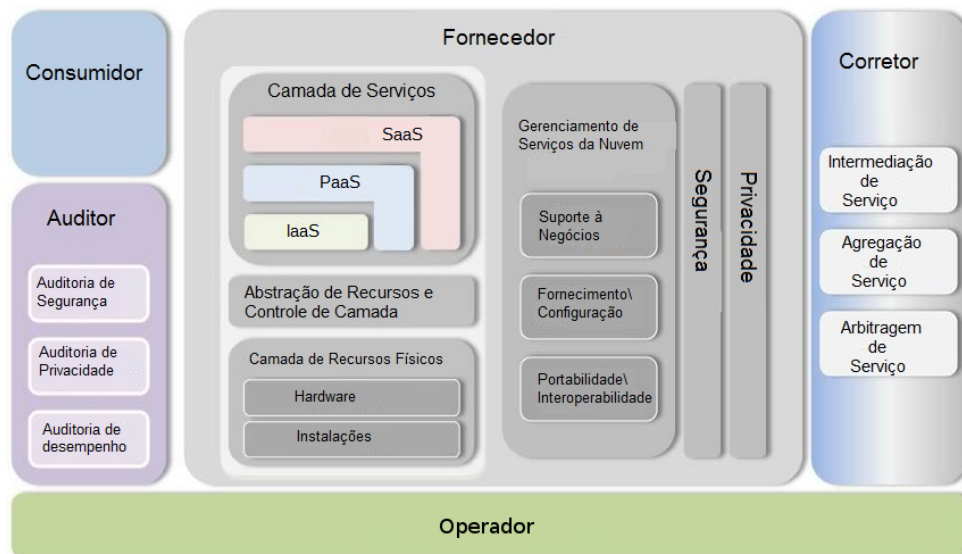 Consumidor
Auditor
Auditoria de
Segurança
Auditoria de
Privacidade
Auditoria de
desempenho
Fornecedor
Camada de Serviços
SaaS
PaaS
IaaS
Abstração de Recursos e
Controle de Camada
Camada de Recursos Físicos
Hardware
Instalações
Gerenciamento de
Serviços da Nuvem
Suporte à
Negócios
Fornecimento\
Configuração
Portabilidade\
Interoperabilidade
Segurança
Privacidade
Corretor
Intermediação
de
Serviço
Agregação
de
Serviço
Arbitragem
de
Serviço
Operador